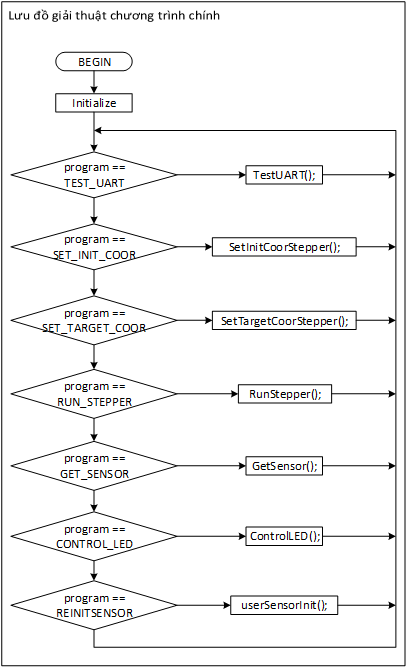 Lưu đồ giải thuật chương trình chính
BEGIN
Initialize
program ==
TEST_UART
TestUART();
program ==
SET_INIT_COOR
SetInitCoorStepper();
program ==
SET_TARGET_COOR
SetTargetCoorStepper();
program ==
RUN_STEPPER
RunStepper();
program ==
GET_SENSOR
GetSensor();
program ==
CONTROL_LED
ControlLED();
program ==
REINITSENSOR
userSensorInit();